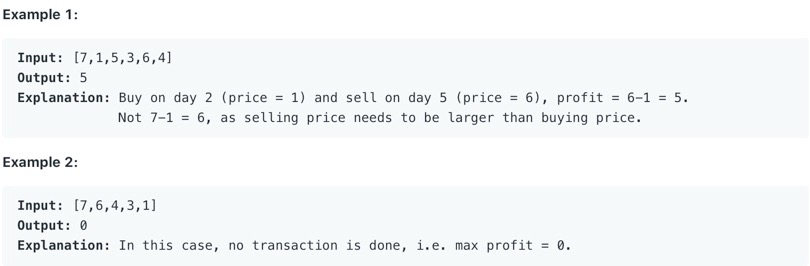 Example 1:
Input: [7,1,5,3,6,4]
Output: 5
Explanation: Buy on day 2 (price = 1) and sell on day 5 (price = 6), profit = 6-1 = 5.
Not 7-1 = 6, as selling price needs to be larger than buying price.
Example 2:
Input: [7,6,4,3,1]
Output: 0
Explanation: In this case, no transaction is done, i.e. max profit = 0.